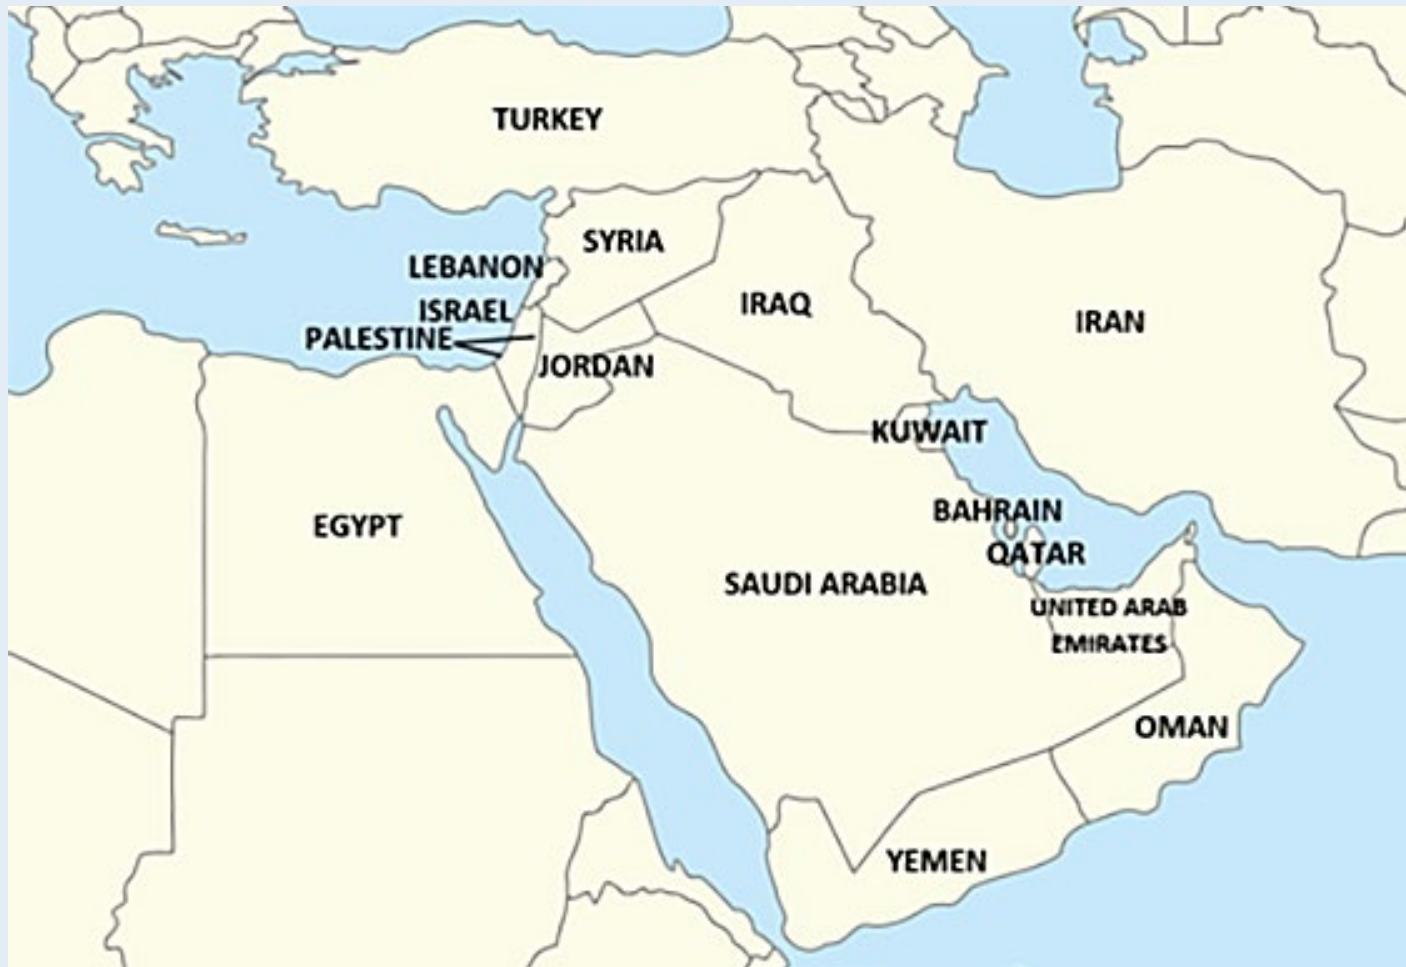 TURKEY
SYRIA
LEBANON
ISRAEL
PALESTINE
JORDAN
IRAQ
IRAN
KUWAIT
BAHRAIN
QATAR
EGYPT
SAUDI ARABIA
UNITED ARAB
EMIRATES
OMAN
YEMEN